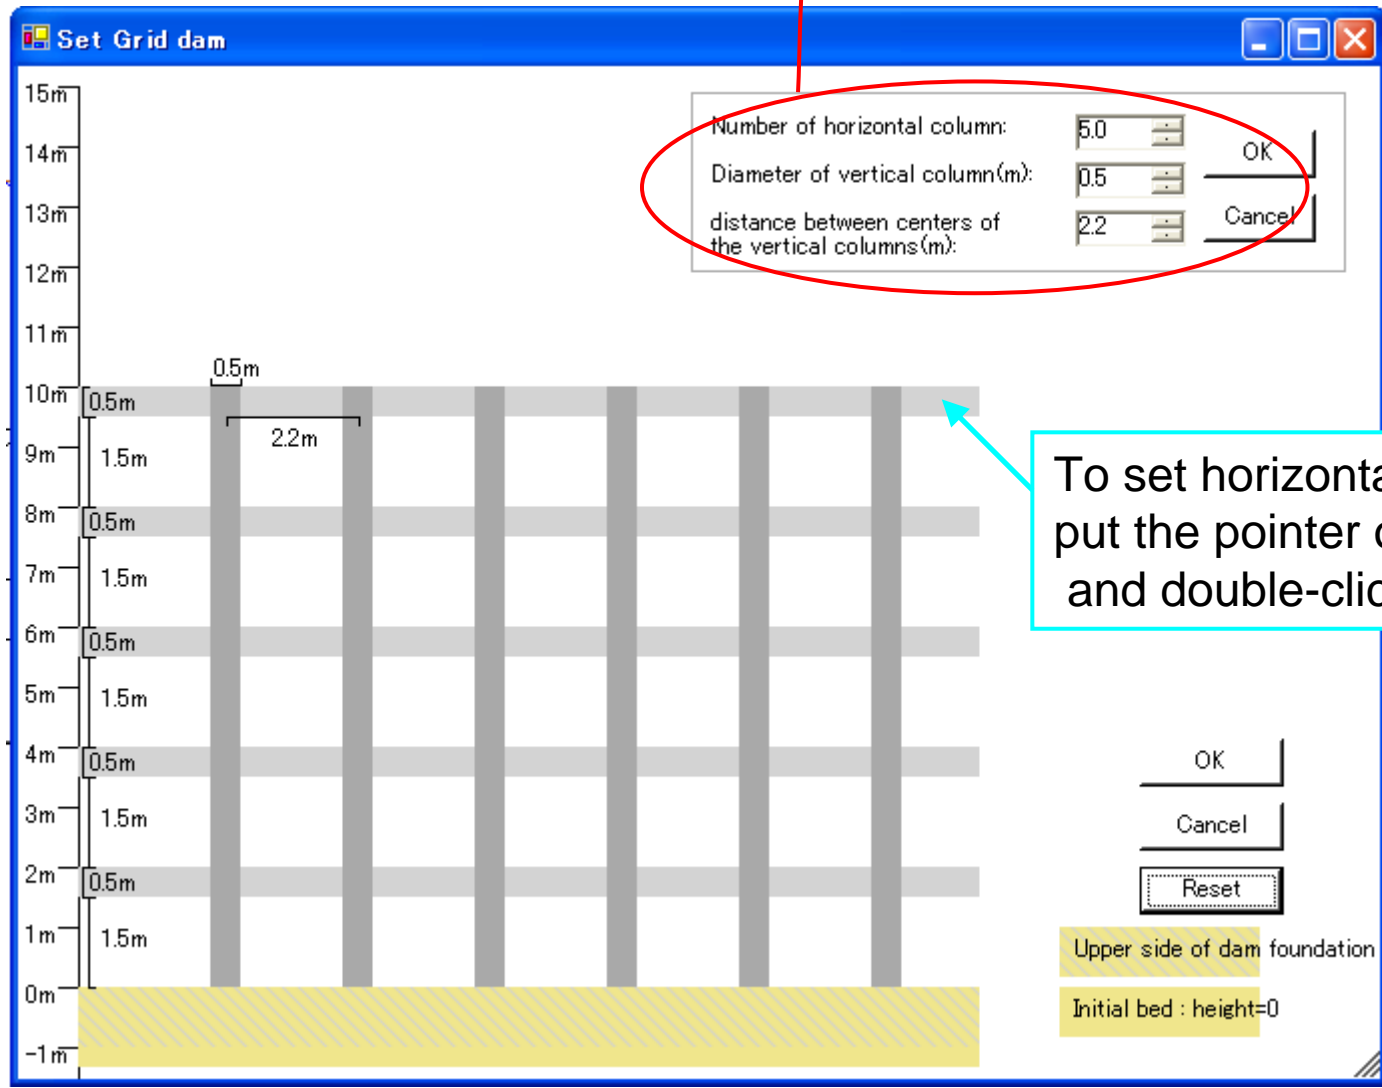 Set Grid dam
15m
14m
13m
12m
11m
10m
9m
8m
7m
6m
5m
4m
3m
2m
1m
0m
-1m
Number of horizontal column: 5.0
Diameter of vertical column(m): 0.5
distance between centers of
the vertical columns(m): 2.2
OK
Cancel
0.5m
2.2m
0.5m
1.5m
0.5m
1.5m
0.5m
1.5m
0.5m
1.5m
0.5m
1.5m
To set
put the pointer
and
OK
Cancel
Reset
Upper side of dam foundation
Initial bed : height=0